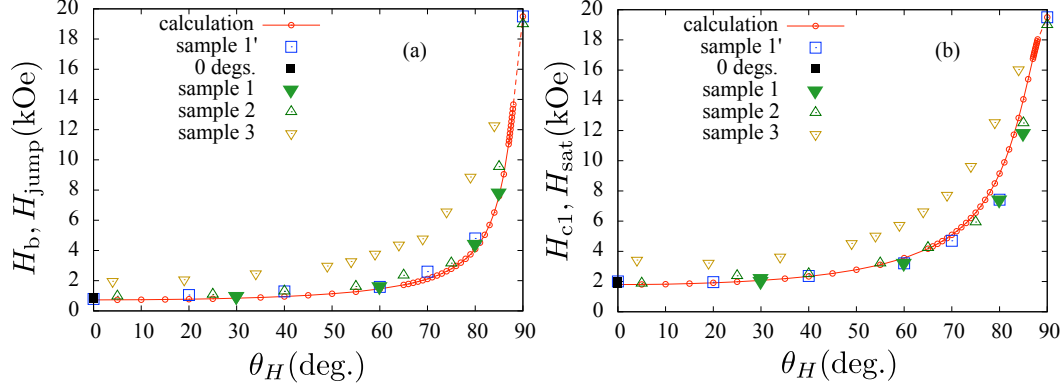 20
18
16
14
12
10
8
6
4
2
0
H_b, H_jump (kOe)
calculation
sample 1'
0 degs.
sample 1
sample 2
sample 3
(a)
0 10 20 30 40 50 60 70 80 90
θ_H (deg.)
20
18
16
14
12
10
8
6
4
2
0
H_c1, H_sat (kOe)
calculation
sample 1'
0 degs.
sample 1
sample 2
sample 3
(b)
0 10 20 30 40 50 60 70 80 90
θ_H (deg.)